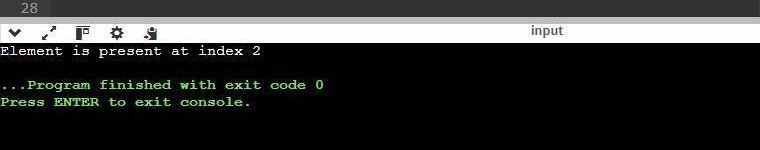 28
input
Element is present at index 2
...Program finished with exit code 0
Press ENTER to exit console.